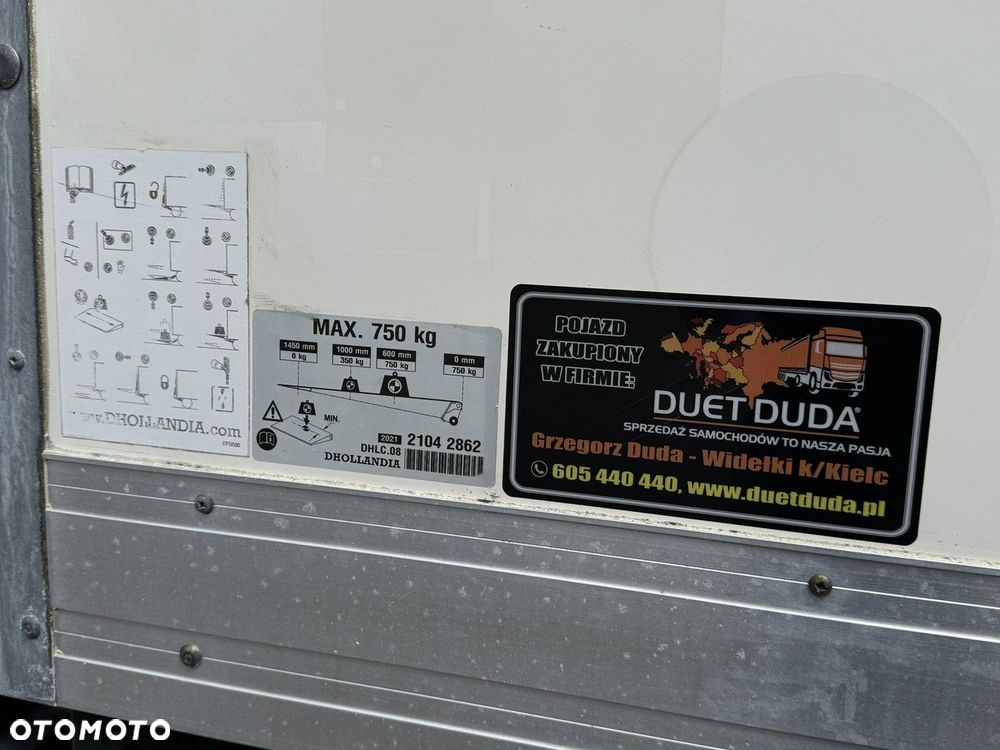 www.DHOLLANDIA.com
EF0500
MAX. 750 kg
1450 mm
0 kg
1000 mm
350 kg
600 mm
750 kg
0 mm
750 kg
MIN.
2021 2104 2862
DHLC.08
DHOLLANDIA
POJAZD
ZAKUPIONY
W FIRMIE:
DUET DUDA®
SPRZEDAŻ SAMOCHODÓW TO NASZA PASJA
Grzegorz Duda - Widełki k/Kielc
605 440 440, www.duetduda.pl
OTOMOTO